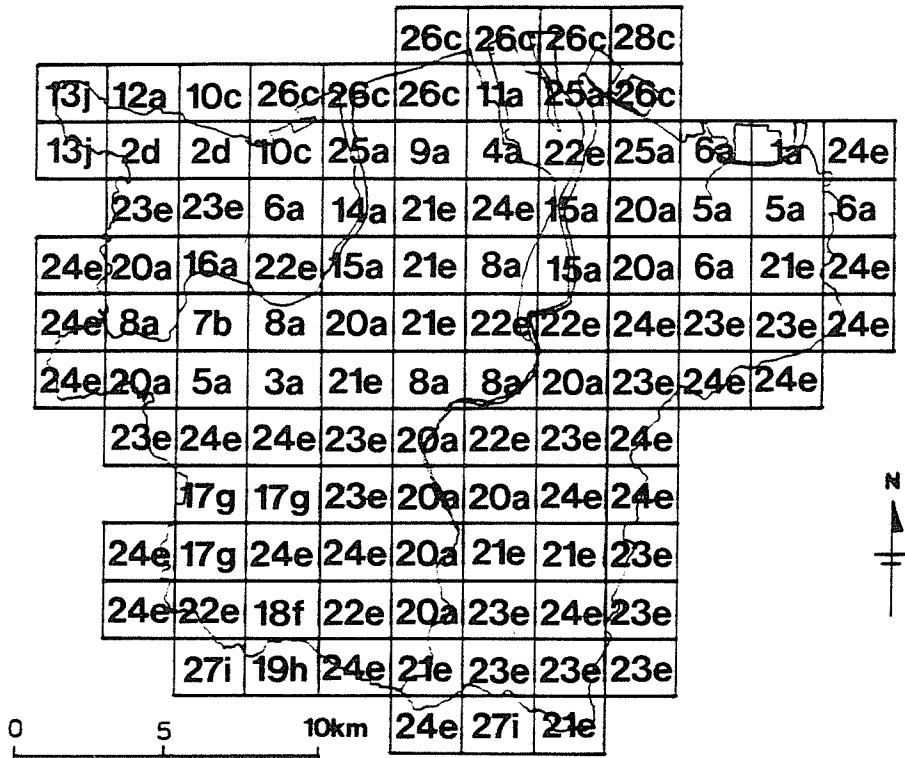 26c 26c 26c 28c
13j 12a 10c 26c 26c 26c 11a 25a 26c
13j 2d 2d 10c 25a 9a 4a 22e 25a 6a 1a 24e
23e 23e 6a 14a 21e 24e 15a 20a 5a 5a 6a
24e 20a 16a 22e 15a 21e 8a 15a 20a 6a 21e 24e
24e 8a 7b 8a 20a 21e 22e 22e 24e 23e 23e 24e
24e 20a 5a 3a 21e 8a 8a 20a 23e 24e 24e
23e 24e 24e 23e 20a 22e 23e 24e
17g 17g 23e 20a 20a 24e 24e
N
24e 17g 24e 24e 20a 21e 21e 23e
24e 22e 18f 22e 20a 23e 24e 23e
27i 19h 24e 21e 23e 23e 23e
24e 27i 21e
0 5 10km